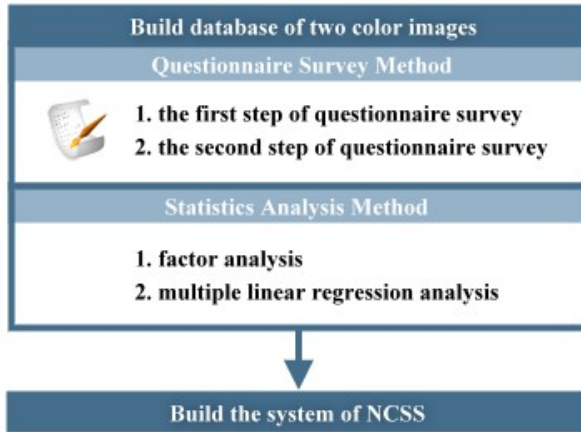 Build database of two color images
Questionnaire Survey Method
1. the first step of questionnaire survey
2. the second step of questionnaire survey
Statistics Analysis Method
1. factor analysis
2. multiple linear regression analysis
Build the system of NCSS